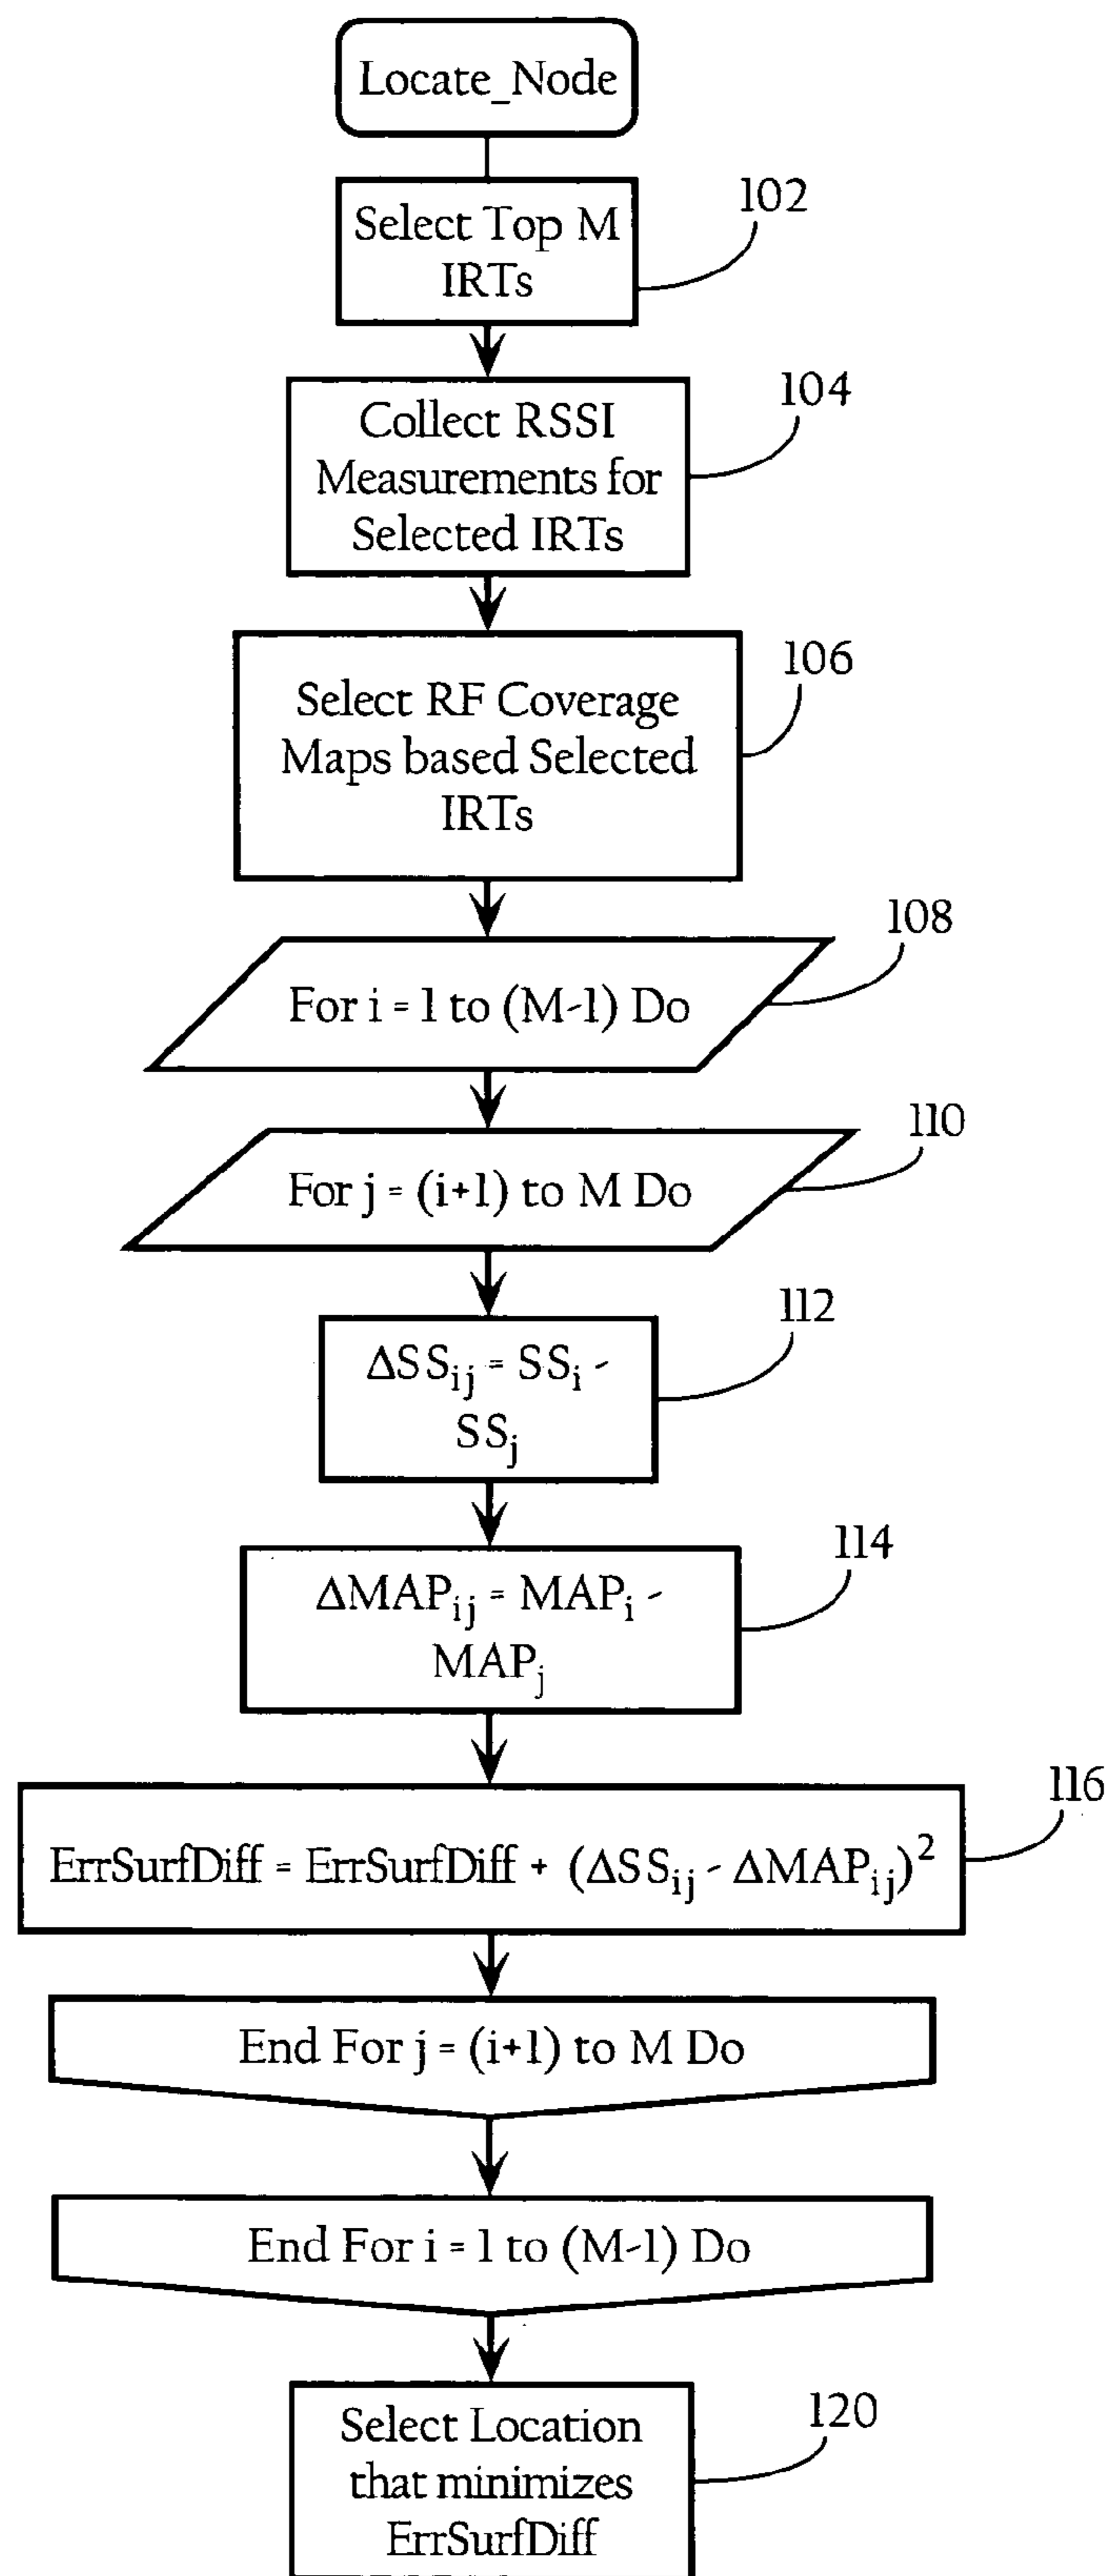 Locate_Node
102
Select Top M
IRTs
104
Collect RSSI
Measurements for
Selected IRTs
106
Select RF Coverage
Maps based Selected
IRTs
108
For i = 1 to (M-1) Do
110
For j = (i+1) to M Do
112
ΔSSij = SSi -
SSj
114
ΔMAPij = MAPi -
MAPj
116
ErrSurfDiff = ErrSurfDiff + (ΔSSij - ΔMAPij)²
End For j = (i+1) to M Do
End For i = 1 to (M-1) Do
120
Select Location
that minimizes
ErrSurfDiff